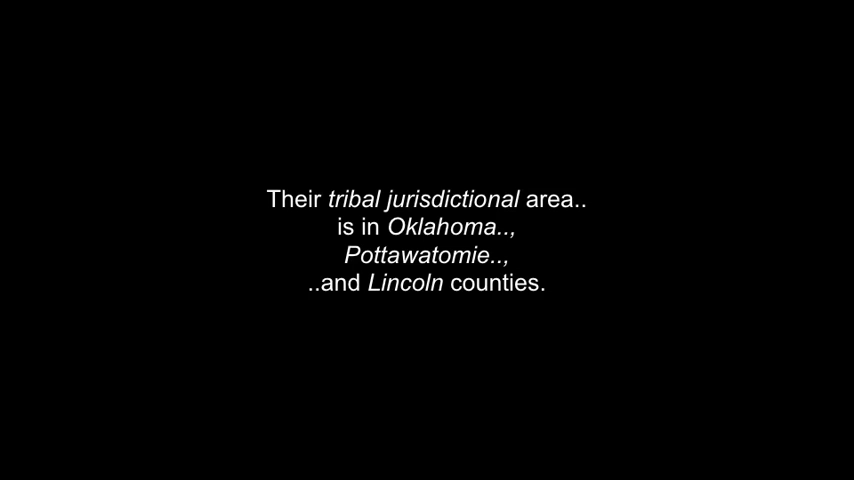 Their tribal jurisdictional area..
is in Oklahoma..,
Pottawatomie..,
..and Lincoln counties.